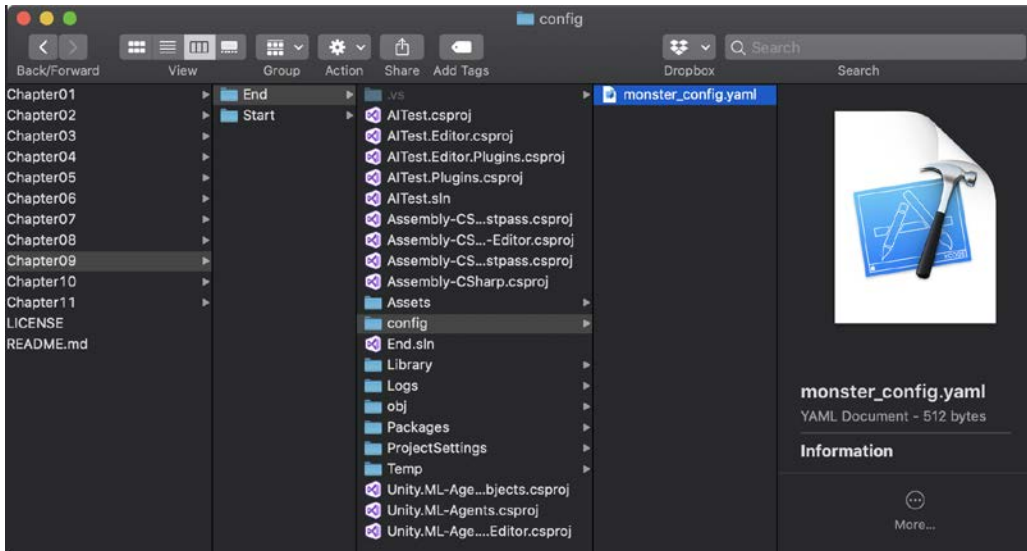 config
Back/Forward
View
Group
Action
Share
Add Tags
Dropbox
Search
Search
Chapter01
Chapter02
Chapter03
Chapter04
Chapter05
Chapter06
Chapter07
Chapter08
Chapter09
Chapter10
Chapter11
LICENSE
README.md
End
Start
.vs
AITest.csproj
AITest.Editor.csproj
AITest.Editor.Plugins.csproj
AITest.Plugins.csproj
AITest.sln
Assembly-CS...stpass.csproj
Assembly-CS...-Editor.csproj
Assembly-CS...stpass.csproj
Assembly-CSharp.csproj
Assets
config
End.sln
Library
Logs
obj
Packages
ProjectSettings
Temp
Unity.ML-Age...bjects.csproj
Unity.ML-Agents.csproj
Unity.ML-Age....Editor.csproj
monster_config.yaml
monster_config.yaml
YAML Document - 512 bytes
Information
More...